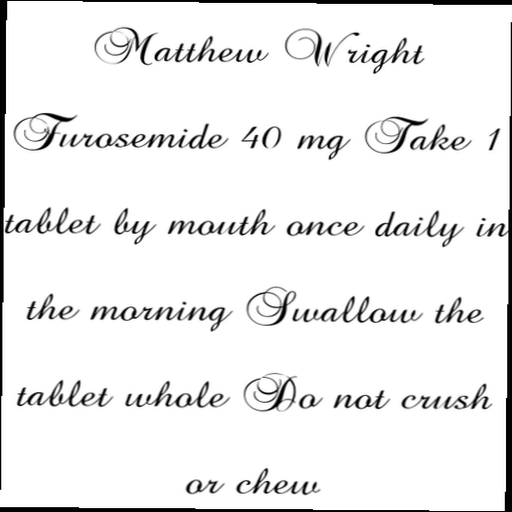 Matthew Wright
Furosemide 40 mg Take 1
tablet by mouth once daily in
the morning Swallow the
tablet whole Do not crush
or chew